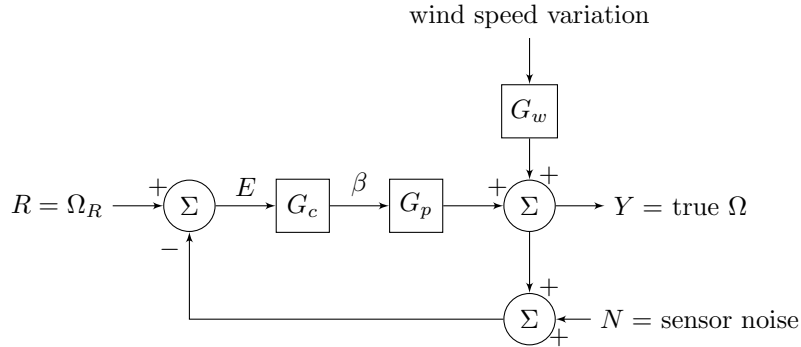 wind speed variation
G_w
R = Ω_R
+
Σ
−
E
G_c
β
G_p
+
+
Σ
Y = true Ω
+
Σ
+
N = sensor noise